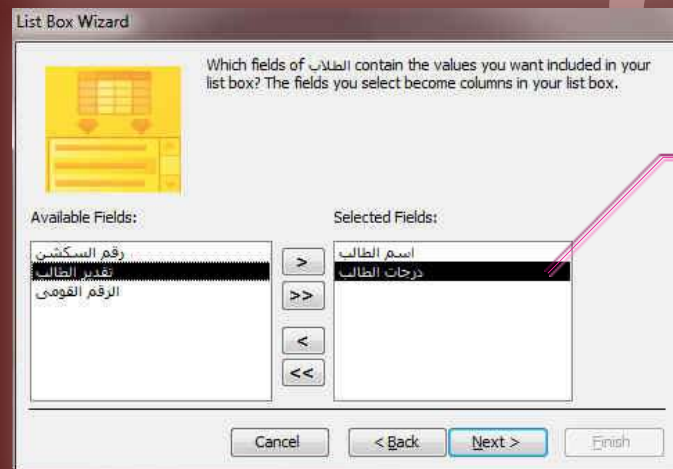 List Box Wizard
Which fields of الطلاب contain the values you want included in your
list box? The fields you select become columns in your list box.
Available Fields:
رقم السكشن
تقدير الطالب
الرقم القومى
>
>>
<
<<
Selected Fields:
اسم الطالب
درجات الطالب
Cancel
< Back
Next >
Finish